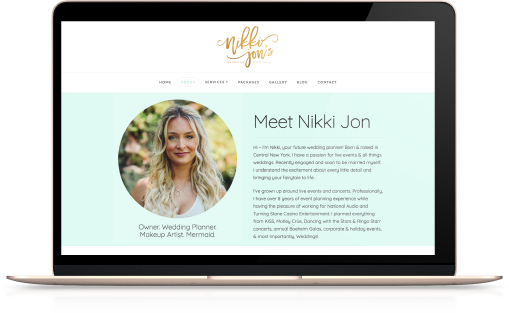 nikki
jon's
HOME ABOUT SERVICES PACKAGES GALLERY BLOG CONTACT
Meet Nikki Jon
Hi – I'm Nikki, your future wedding planner! Born & raised in
Central New York, I have a passion for live events & all things
weddings. Recently engaged and soon to be married myself,
I understand the excitement about every little detail and
bringing your fairytale to life.
I've grown up around live events and concerts. Professionally,
I have over 8 years of event planning experience while
having the pleasure of working for National Audio and
Turning Stone Casino Entertainment. I planned everything
from KISS, Mötley Crüe, Dancing with the Stars & Ringo Starr
concerts, annual Boeheim Galas, corporate & holiday events,
& most importantly, Weddings!
Owner. Wedding Planner.
Makeup Artist. Mermaid.